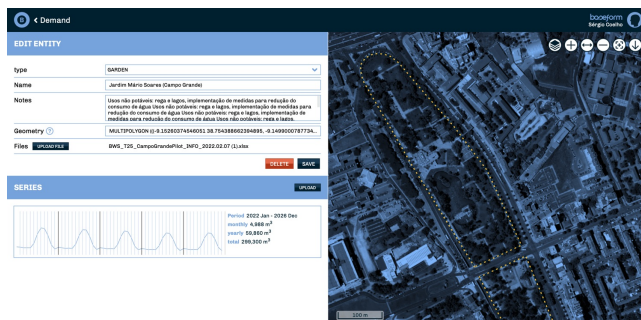 B < Demand
baseform
Sérgio Coelho
EDIT ENTITY
type
GARDEN
Name
Jardim Mário Soares (Campo Grande)
Notes
Usos não potáveis: rega e lagos, implementação de medidas para redução do
consumo de água Usos não potáveis: rega e lagos, implementação de
medidas para redução do consumo de água Usos não potáveis: rega e lagos, implementação de
medidas para redução do consumo de água Usos não potáveis: rega e lagos.
Geometry ?
MULTIPOLYGON (((-9.15280374546051 38.754386662394895, -9.1499000787734...
Files UPLOAD FILE
BWS_T25_CampoGrandePilot_INFO_2022.02.07 (1).xlsx
DELETE SAVE
SERIES
UPLOAD
Period 2022 Jan - 2026 Dec
monthly 4,988 m³
yearly 59,860 m³
total 299,300 m³
100 m